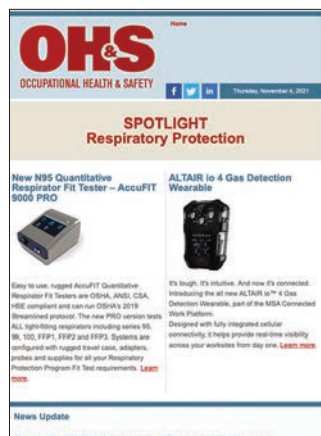 Home
OH&S
OCCUPATIONAL HEALTH & SAFETY
Thursday, November 4, 2021
SPOTLIGHT
Respiratory Protection
New N95 Quantitative
Respirator Fit Tester – AccuFIT
9000 PRO
Easy to use, rugged AccuFIT Quantitative
Respirator Fit Testers are OSHA, ANSI, CSA,
HSE compliant and can run OSHA's 2019
Streamlined protocol. The new PRO version tests
ALL tight-fitting respirators including series 95,
99, 100, FFP1, FFP2 and FFP3. Systems are
configured with rugged travel case, adapters,
probes and supplies for all your Respiratory
Protection Program Fit Test requirements. Learn
more.
ALTAIR io 4 Gas Detection
Wearable
It's tough. It's intuitive. And now it's connected.
Introducing the all new ALTAIR io™ 4 Gas
Detection Wearable, part of the MSA Connected
Work Platform.
Designed with fully integrated cellular
connectivity, it helps provide real-time visibility
across your worksites from day one. Learn more.
News Update